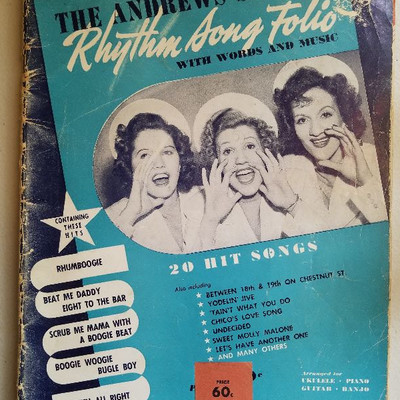 THE ANDREWS
Rhythm Song Folio
WITH WORDS AND MUSIC
CONTAINING
THESE
HITS
RHUMBOOGIE
BEAT ME DADDY
EIGHT TO THE BAR
SCRUB ME MAMA WITH
A BOOGIE BEAT
BOOGIE WOOGIE
BUGLE BOY
ALL RIGHT
20 HIT SONGS
Also including
BETWEEN 18th & 19th ON CHESTNUT ST.
YODELIN' JIVE
'TAIN'T WHAT YOU DO
CHICO'S LOVE SONG
UNDECIDED
SWEET MOLLY MALONE
LET'S HAVE ANOTHER ONE
AND MANY OTHERS
PRICE
60c
Arranged for
UKULELE • PIANO
GUITAR • BANJO